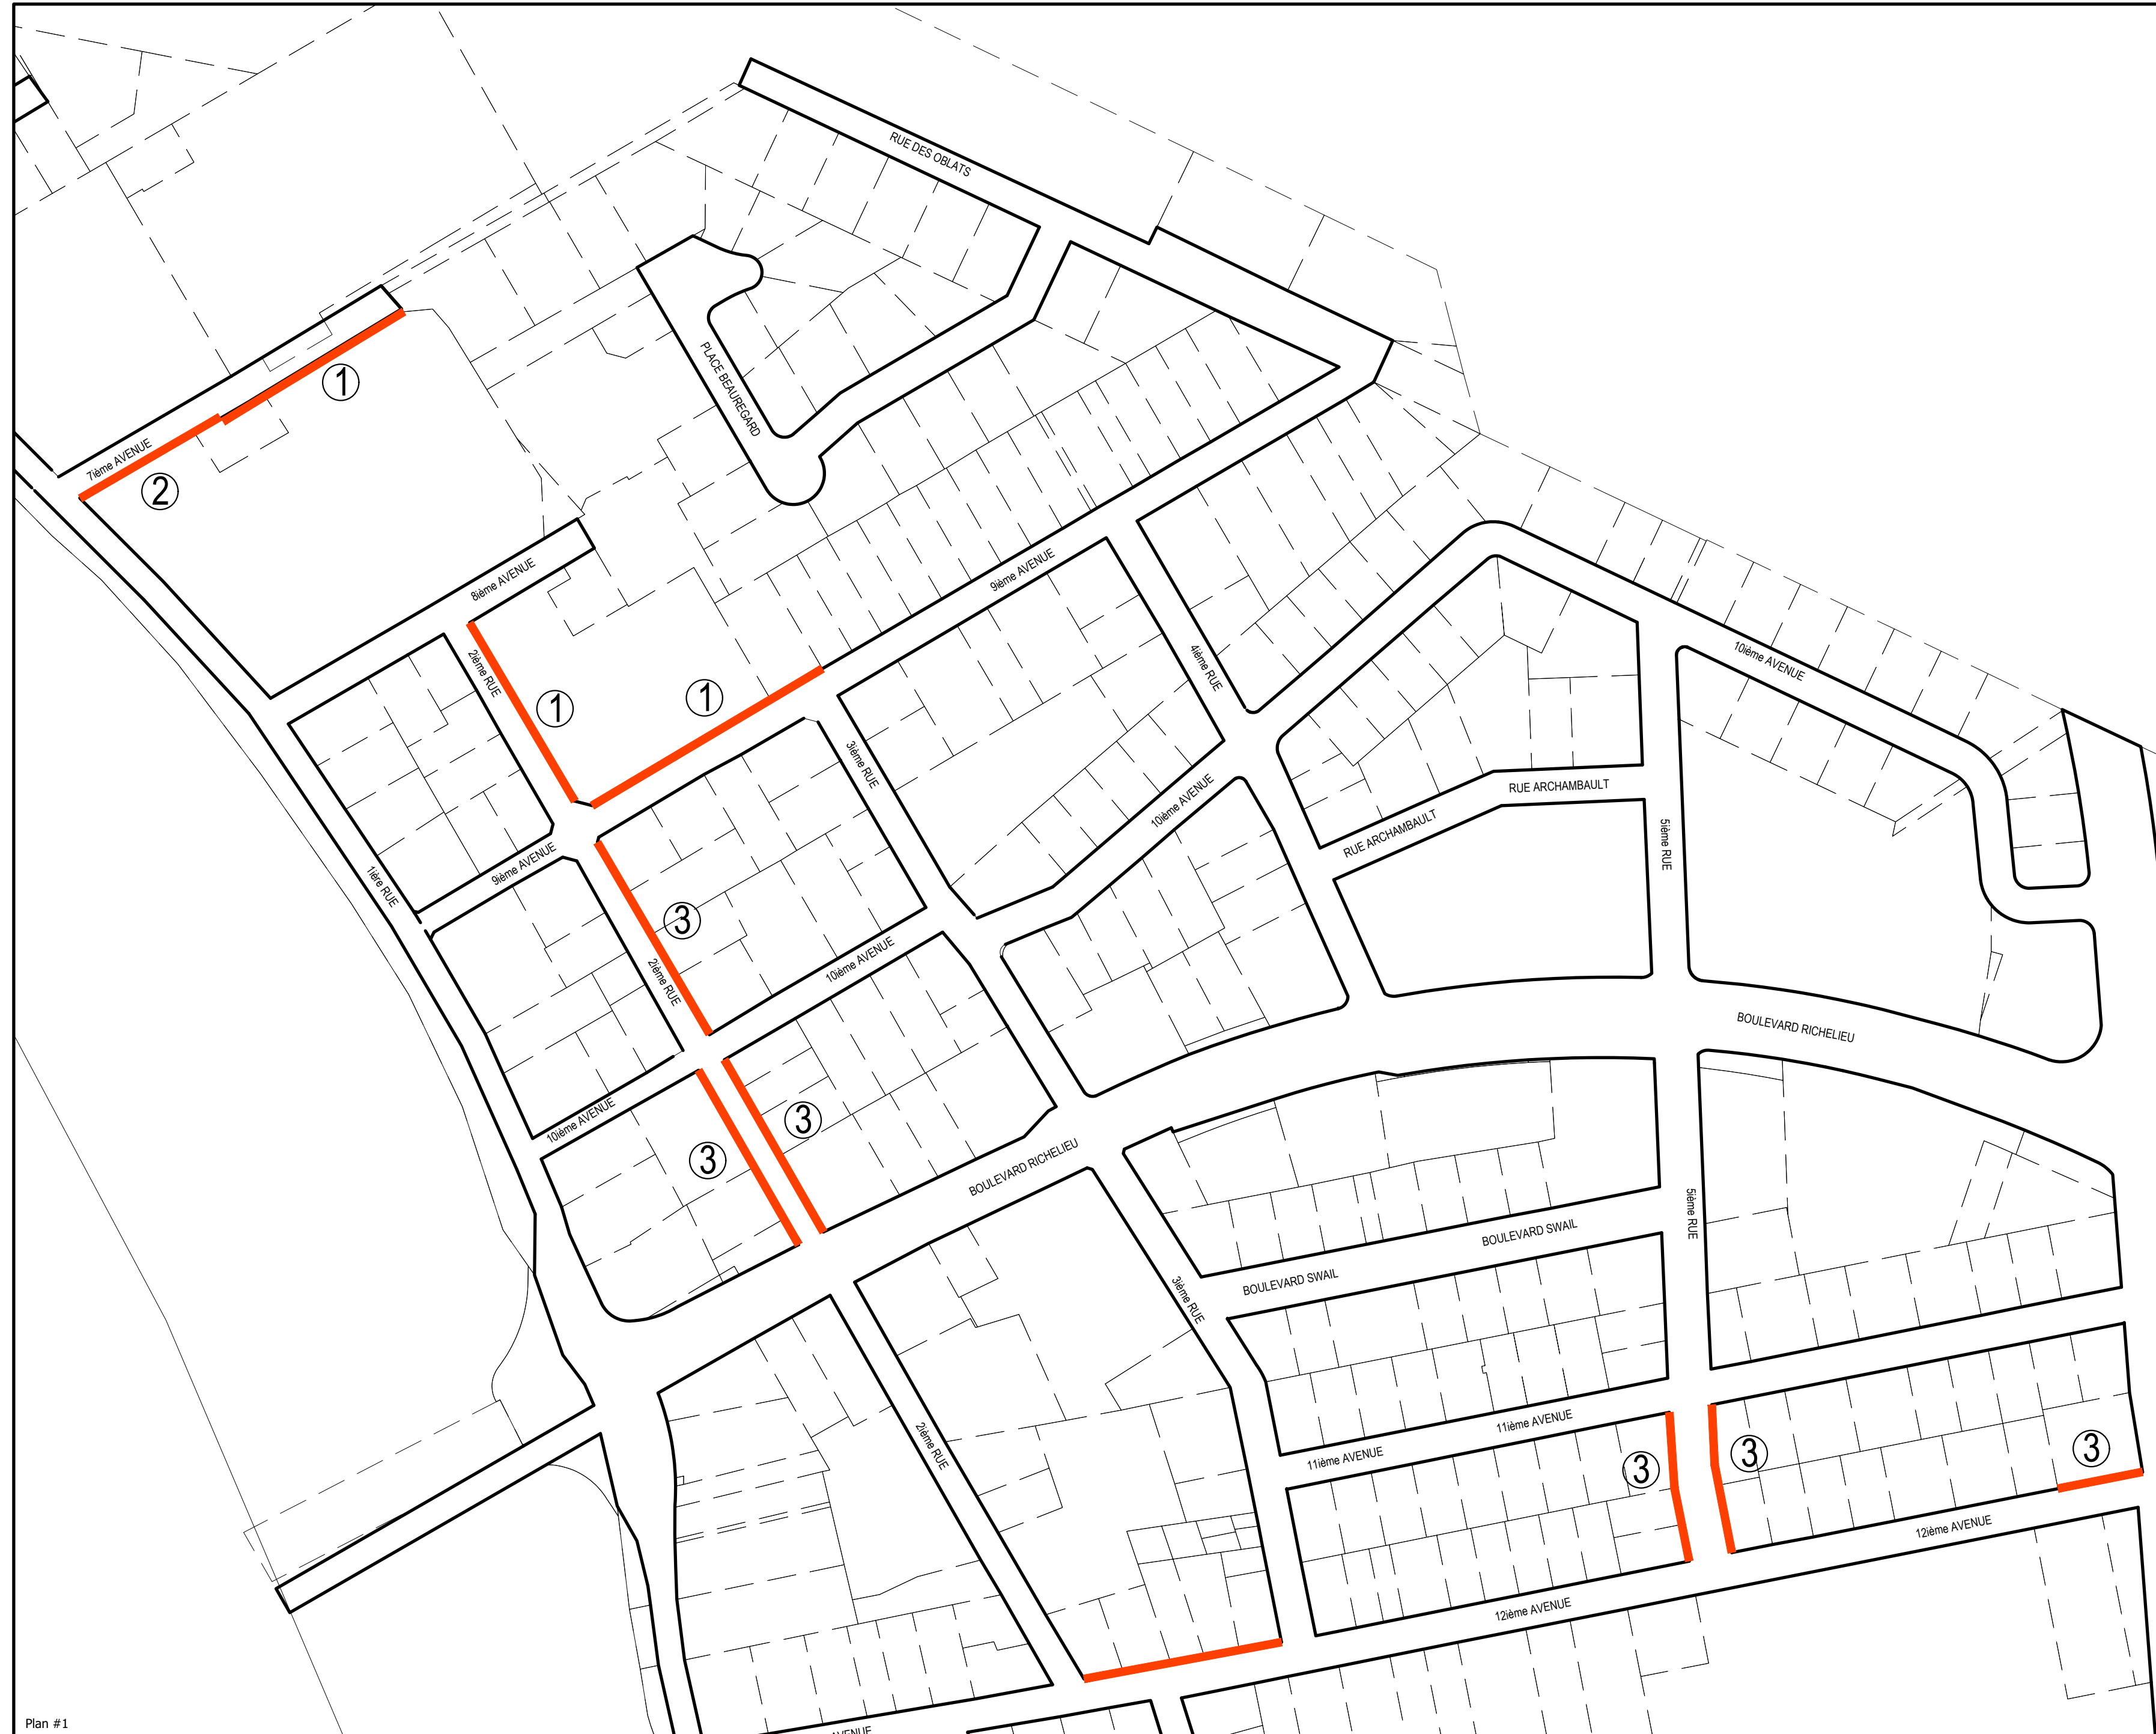 RUE DES OBLATS
PLACE BEAUREGARD
1
7ième AVENUE
2
8ième AVENUE
9ième AVENUE
2ième RUE
1
1
4ième RUE
10ième AVENUE
3ième RUE
10ième AVENUE
RUE ARCHAMBAULT
RUE ARCHAMBAULT
5ième RUE
9ième AVENUE
1ière RUE
3
2ième RUE
10ième AVENUE
BOULEVARD RICHELIEU
10ième AVENUE
3
3
BOULEVARD RICHELIEU
5ième RUE
BOULEVARD SWAIL
BOULEVARD SWAIL
3ième RUE
2ième RUE
11ième AVENUE
11ième AVENUE
3
3
3
12ième AVENUE
12ième AVENUE
Plan #1